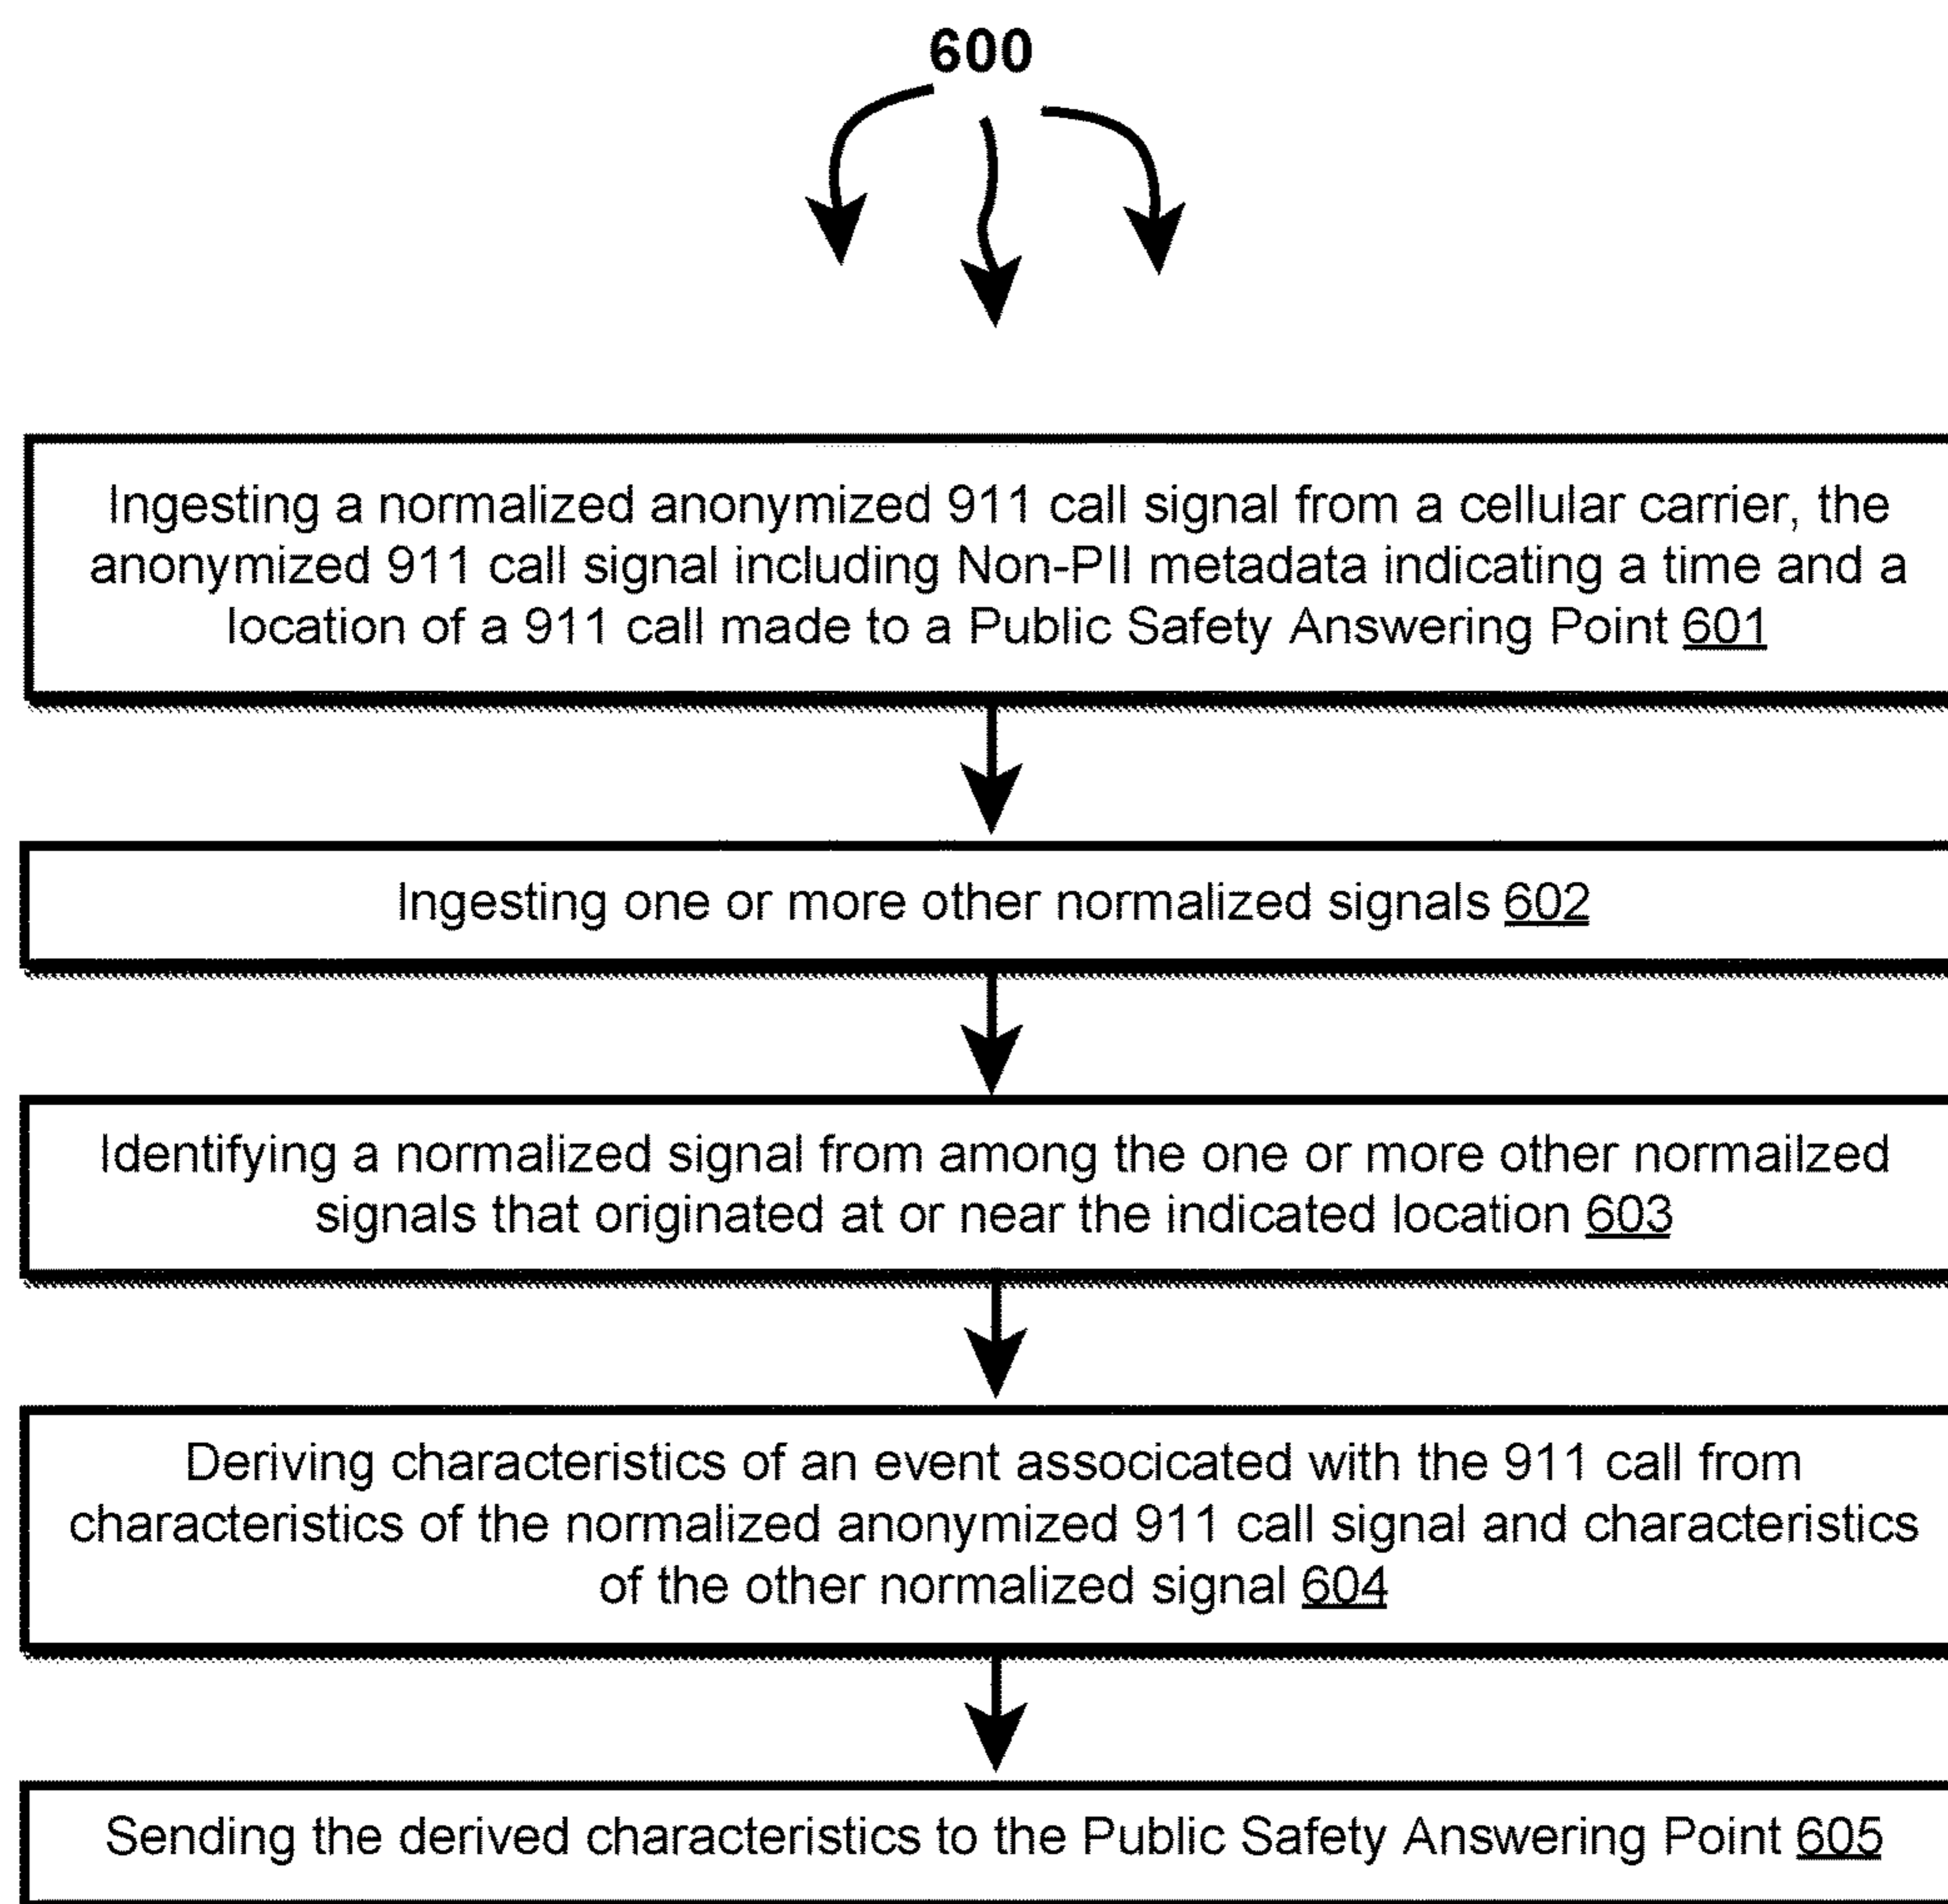 600
Ingesting a normalized anonymized 911 call signal from a cellular carrier, the
anonymized 911 call signal including Non-PII metadata indicating a time and a
location of a 911 call made to a Public Safety Answering Point 601
Ingesting one or more other normalized signals 602
Identifying a normalized signal from among the one or more other normailzed
signals that originated at or near the indicated location 603
Deriving characteristics of an event associcated with the 911 call from
characteristics of the normalized anonymized 911 call signal and characteristics
of the other normalized signal 604
Sending the derived characteristics to the Public Safety Answering Point 605